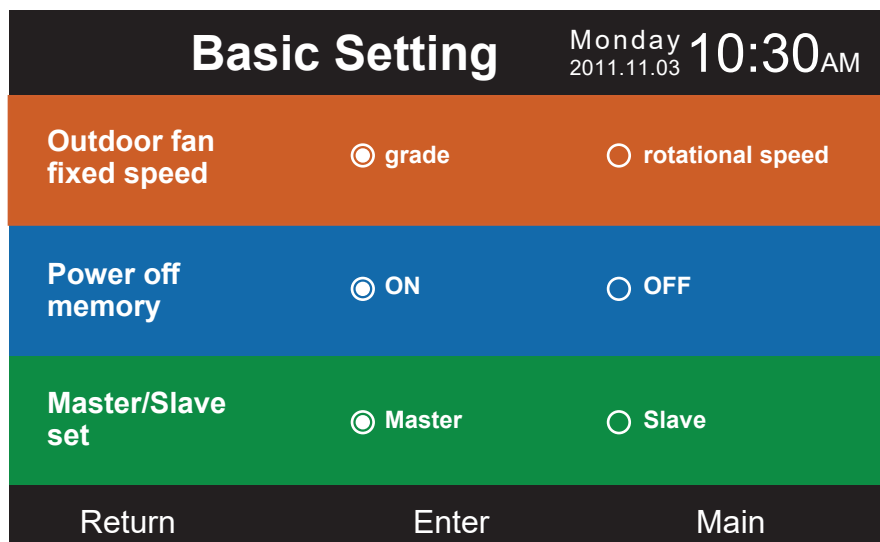 Basic Setting
Monday
2011.11.03
10:30AM
Outdoor fan
fixed speed
grade
rotational speed
Power off
memory
ON
OFF
Master/Slave
set
Master
Slave
Return
Enter
Main